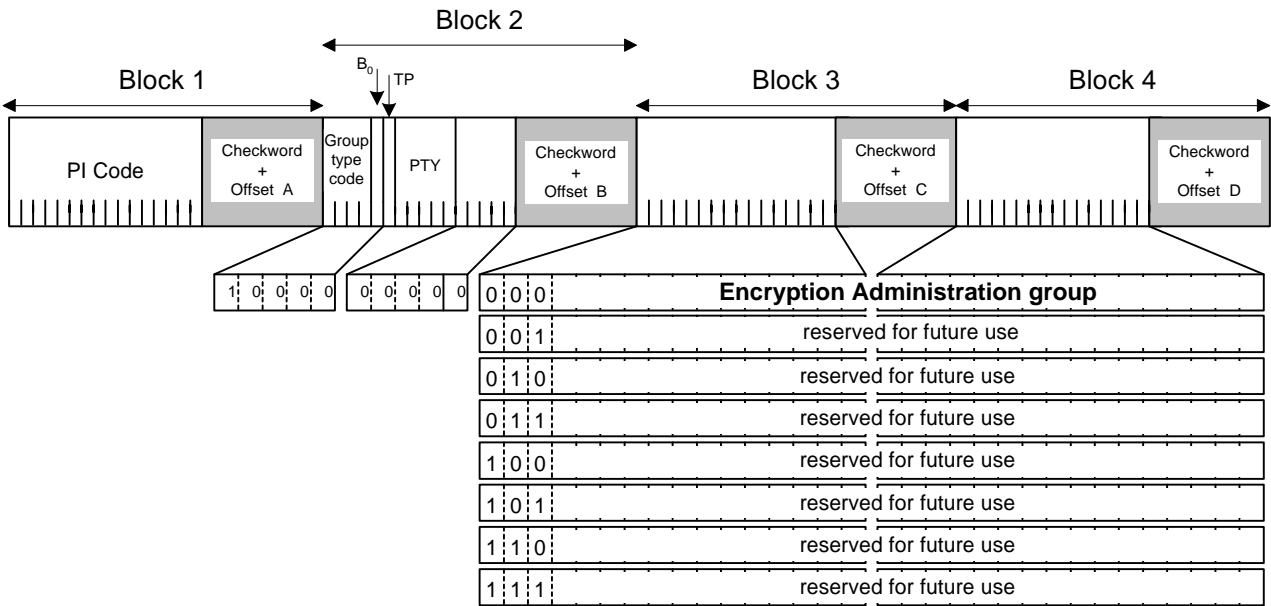 Block 2
Block 1
B0
TP
Block 3
Block 4
PI Code
Checkword
+
Offset A
Group
type
code
PTY
Checkword
+
Offset B
Checkword
+
Offset C
Checkword
+
Offset D
1 0 0 0 0
0 0 0 0 0
0 0 0 Encryption Administration group
0 0 1 reserved for future use
0 1 0 reserved for future use
0 1 1 reserved for future use
1 0 0 reserved for future use
1 0 1 reserved for future use
1 1 0 reserved for future use
1 1 1 reserved for future use